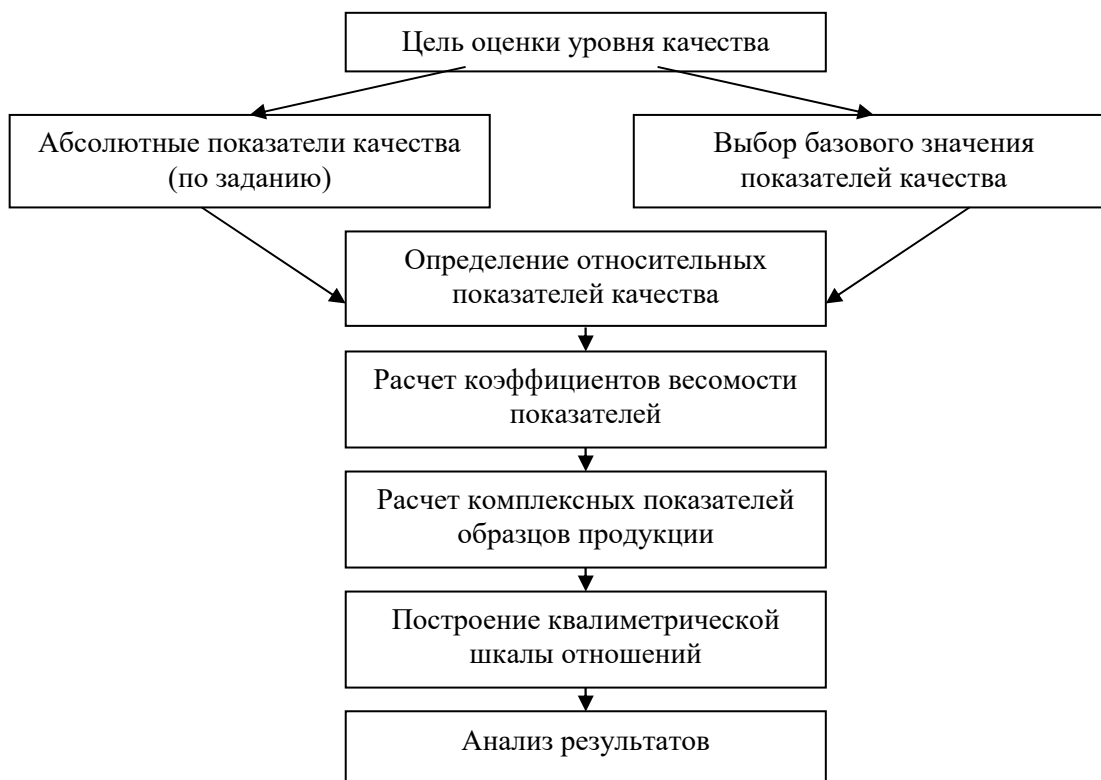 Цель оценки уровня качества
Абсолютные показатели качества
(по заданию)
Выбор базового значения
показателей качества
Определение относительных
показателей качества
Расчет коэффициентов весомости
показателей
Расчет комплексных показателей
образцов продукции
Построение квалиметрической
шкалы отношений
Анализ результатов